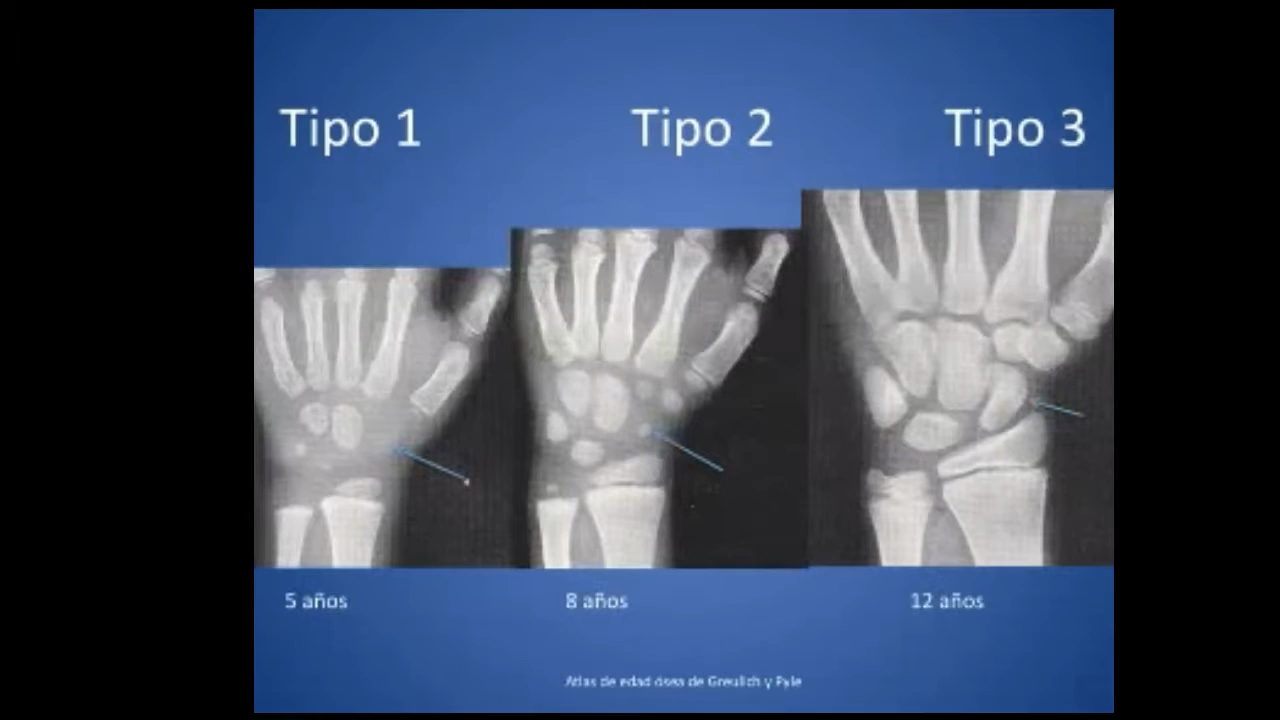 Tipo 1
Tipo 2
Tipo 3
5 años
8 años
12 años
Atlas de edad ósea de Greulich y Pyle